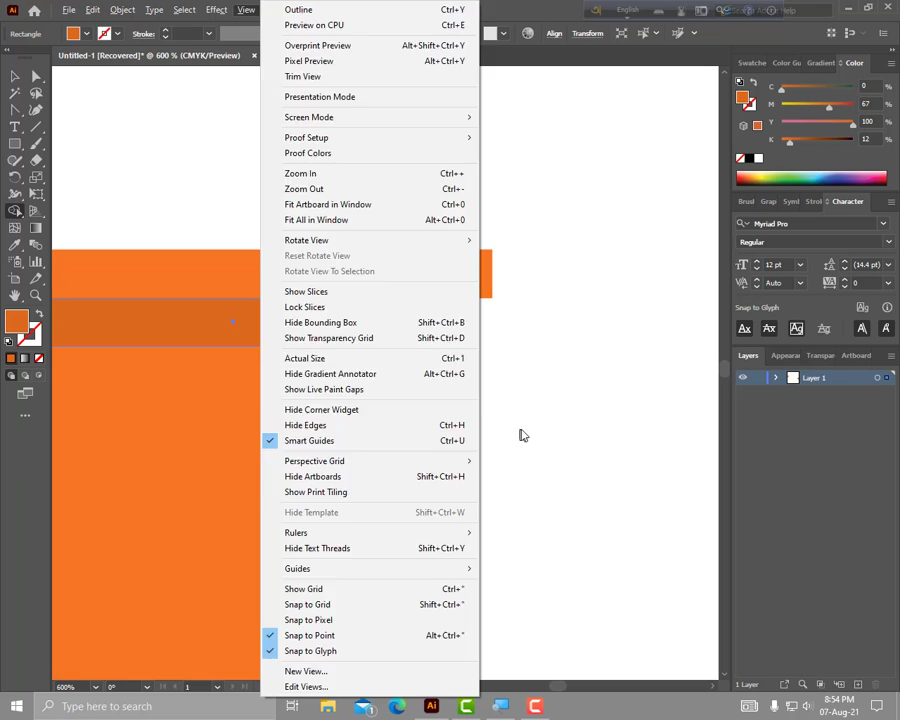 File Edit Object Type Select View
English
Rectangle Stroke: Align Transform
Untitled-1 [Recovered]* @ 600 % (CMYK/Preview) ×
Outline Ctrl+Y
Preview on CPU Ctrl+E
Overprint Preview Alt+Shift+Ctrl+Y
Pixel Preview Alt+Ctrl+Y
Trim View
Presentation Mode
Screen Mode
Proof Setup
Proof Colors
Zoom In Ctrl++
Zoom Out Ctrl+-
Fit Artboard in Window Ctrl+0
Fit All in Window Alt+Ctrl+0
Rotate View
Reset Rotate View
Rotate View To Selection
Show Slices
Lock Slices
Hide Bounding Box Shift+Ctrl+B
Show Transparency Grid Shift+Ctrl+D
Actual Size Ctrl+1
Hide Gradient Annotator Alt+Ctrl+G
Show Live Paint Gaps
Hide Corner Widget
Hide Edges Ctrl+H
Smart Guides Ctrl+U
Perspective Grid
Hide Artboards Shift+Ctrl+H
Show Print Tiling
Hide Template Shift+Ctrl+W
Rulers
Hide Text Threads Shift+Ctrl+Y
Guides
Show Grid Ctrl+"
Snap to Grid Shift+Ctrl+"
Snap to Pixel
Snap to Point Alt+Ctrl+"
Snap to Glyph
New View...
Edit Views...
Swatche Color Gu Gradient Color
C 0 %
M 67 %
Y 100 %
K 12 %
Brus Grap Symb Strol Character
Myriad Pro
Regular
12 pt (14.4 pt)
Auto 0
Snap to Glyph
Layers Appearar Transpar Artboard
Layer 1
600% 0° 1
1 Layer
Type here to search
8:54 PM
07-Aug-21